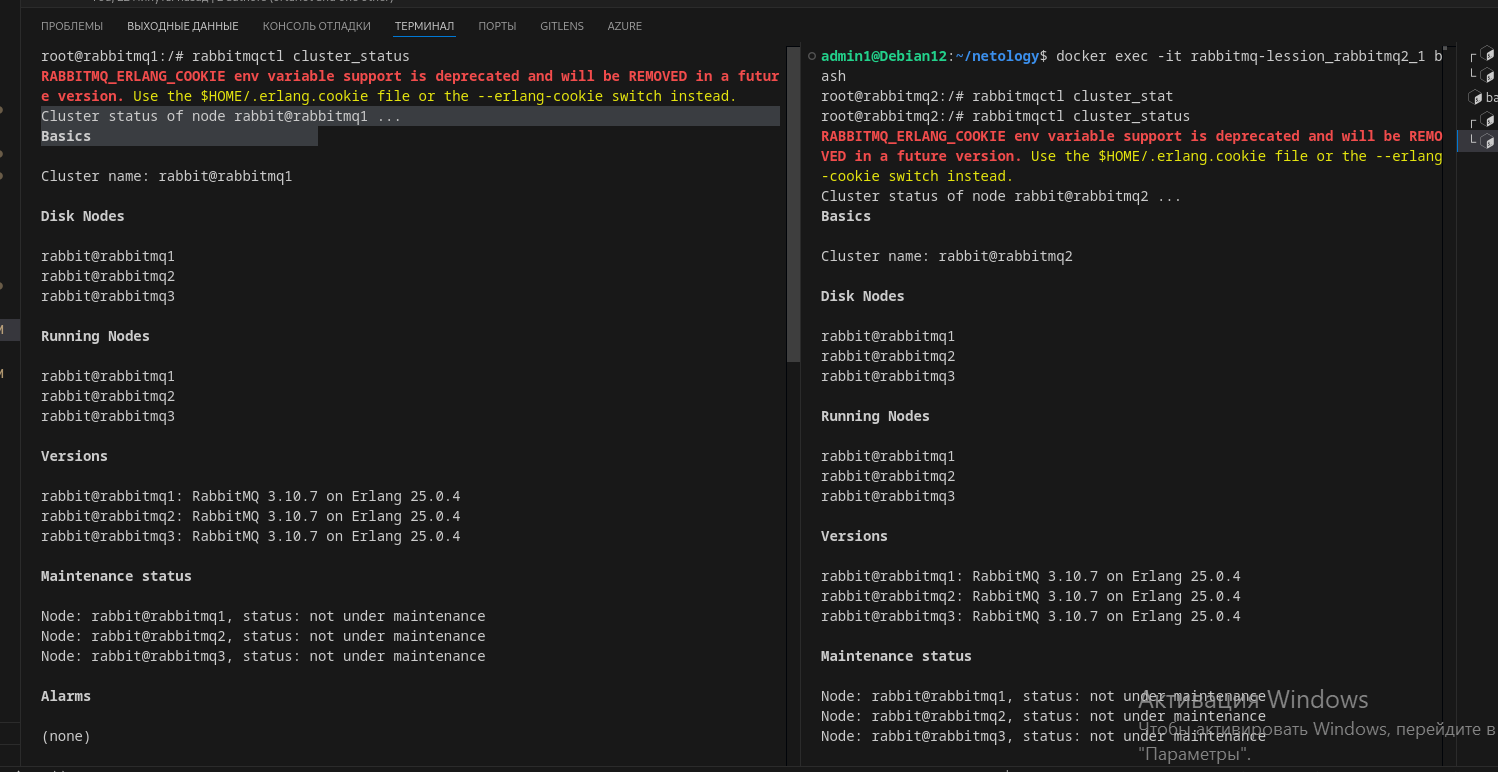 ПРОБЛЕМЫ ВЫХОДНЫЕ ДАННЫЕ КОНСОЛЬ ОТЛАДКИ ТЕРМИНАЛ ПОРТЫ GITLENS AZURE
root@rabbitmq1:/# rabbitmqctl cluster_status
RABBITMQ_ERLANG_COOKIE env variable support is deprecated and will be REMOVED in a futur
e version. Use the $HOME/.erlang.cookie file or the --erlang-cookie switch instead.
Cluster status of node rabbit@rabbitmq1 ...
Basics
Cluster name: rabbit@rabbitmq1
Disk Nodes
rabbit@rabbitmq1
rabbit@rabbitmq2
rabbit@rabbitmq3
Running Nodes
rabbit@rabbitmq1
rabbit@rabbitmq2
rabbit@rabbitmq3
Versions
rabbit@rabbitmq1: RabbitMQ 3.10.7 on Erlang 25.0.4
rabbit@rabbitmq2: RabbitMQ 3.10.7 on Erlang 25.0.4
rabbit@rabbitmq3: RabbitMQ 3.10.7 on Erlang 25.0.4
Maintenance status
Node: rabbit@rabbitmq1, status: not under maintenance
Node: rabbit@rabbitmq2, status: not under maintenance
Node: rabbit@rabbitmq3, status: not under maintenance
Alarms
(none)
admin1@Debian12:~/netology$ docker exec -it rabbitmq-lession_rabbitmq2_1 b
ash
root@rabbitmq2:/# rabbitmqctl cluster_stat
root@rabbitmq2:/# rabbitmqctl cluster_status
RABBITMQ_ERLANG_COOKIE env variable support is deprecated and will be REMO
VED in a future version. Use the $HOME/.erlang.cookie file or the --erlang
-cookie switch instead.
Cluster status of node rabbit@rabbitmq2 ...
Basics
Cluster name: rabbit@rabbitmq2
Disk Nodes
rabbit@rabbitmq1
rabbit@rabbitmq2
rabbit@rabbitmq3
Running Nodes
rabbit@rabbitmq1
rabbit@rabbitmq2
rabbit@rabbitmq3
Versions
rabbit@rabbitmq1: RabbitMQ 3.10.7 on Erlang 25.0.4
rabbit@rabbitmq2: RabbitMQ 3.10.7 on Erlang 25.0.4
rabbit@rabbitmq3: RabbitMQ 3.10.7 on Erlang 25.0.4
Maintenance status
Node: rabbit@rabbitmq1, status: not under maintenance
Node: rabbit@rabbitmq2, status: not under maintenance
Node: rabbit@rabbitmq3, status: not under maintenance
Активация Windows
Чтобы активировать Windows, перейдите в
"Параметры".
ba